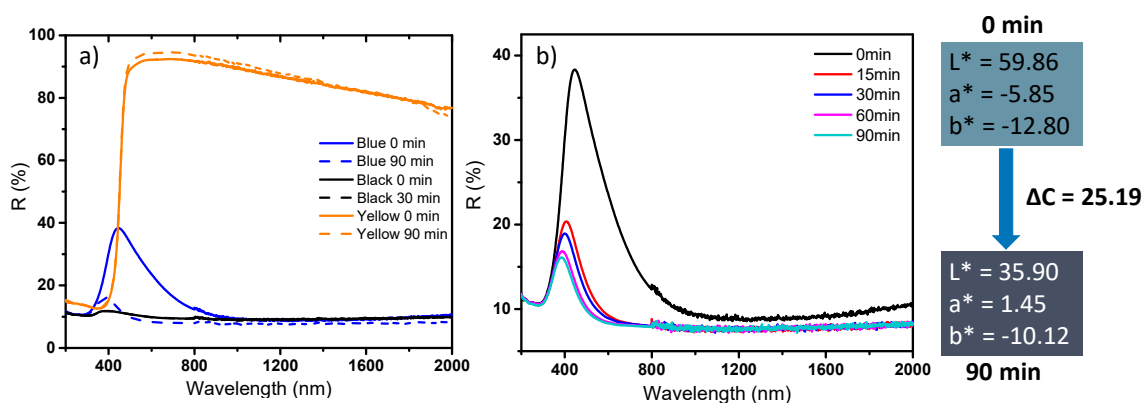 a)
100
80
60
40
20
0
R (%)
400
800
1200
1600
2000
Wavelength (nm)
Blue 0 min
Blue 90 min
Black 0 min
Black 30 min
Yellow 0 min
Yellow 90 min
b)
40
30
20
10
R (%)
400
800
1200
1600
2000
Wavelength (nm)
0min
15min
30min
60min
90min
0 min
L* = 59.86
a* = -5.85
b* = -12.80
ΔC = 25.19
L* = 35.90
a* = 1.45
b* = -10.12
90 min